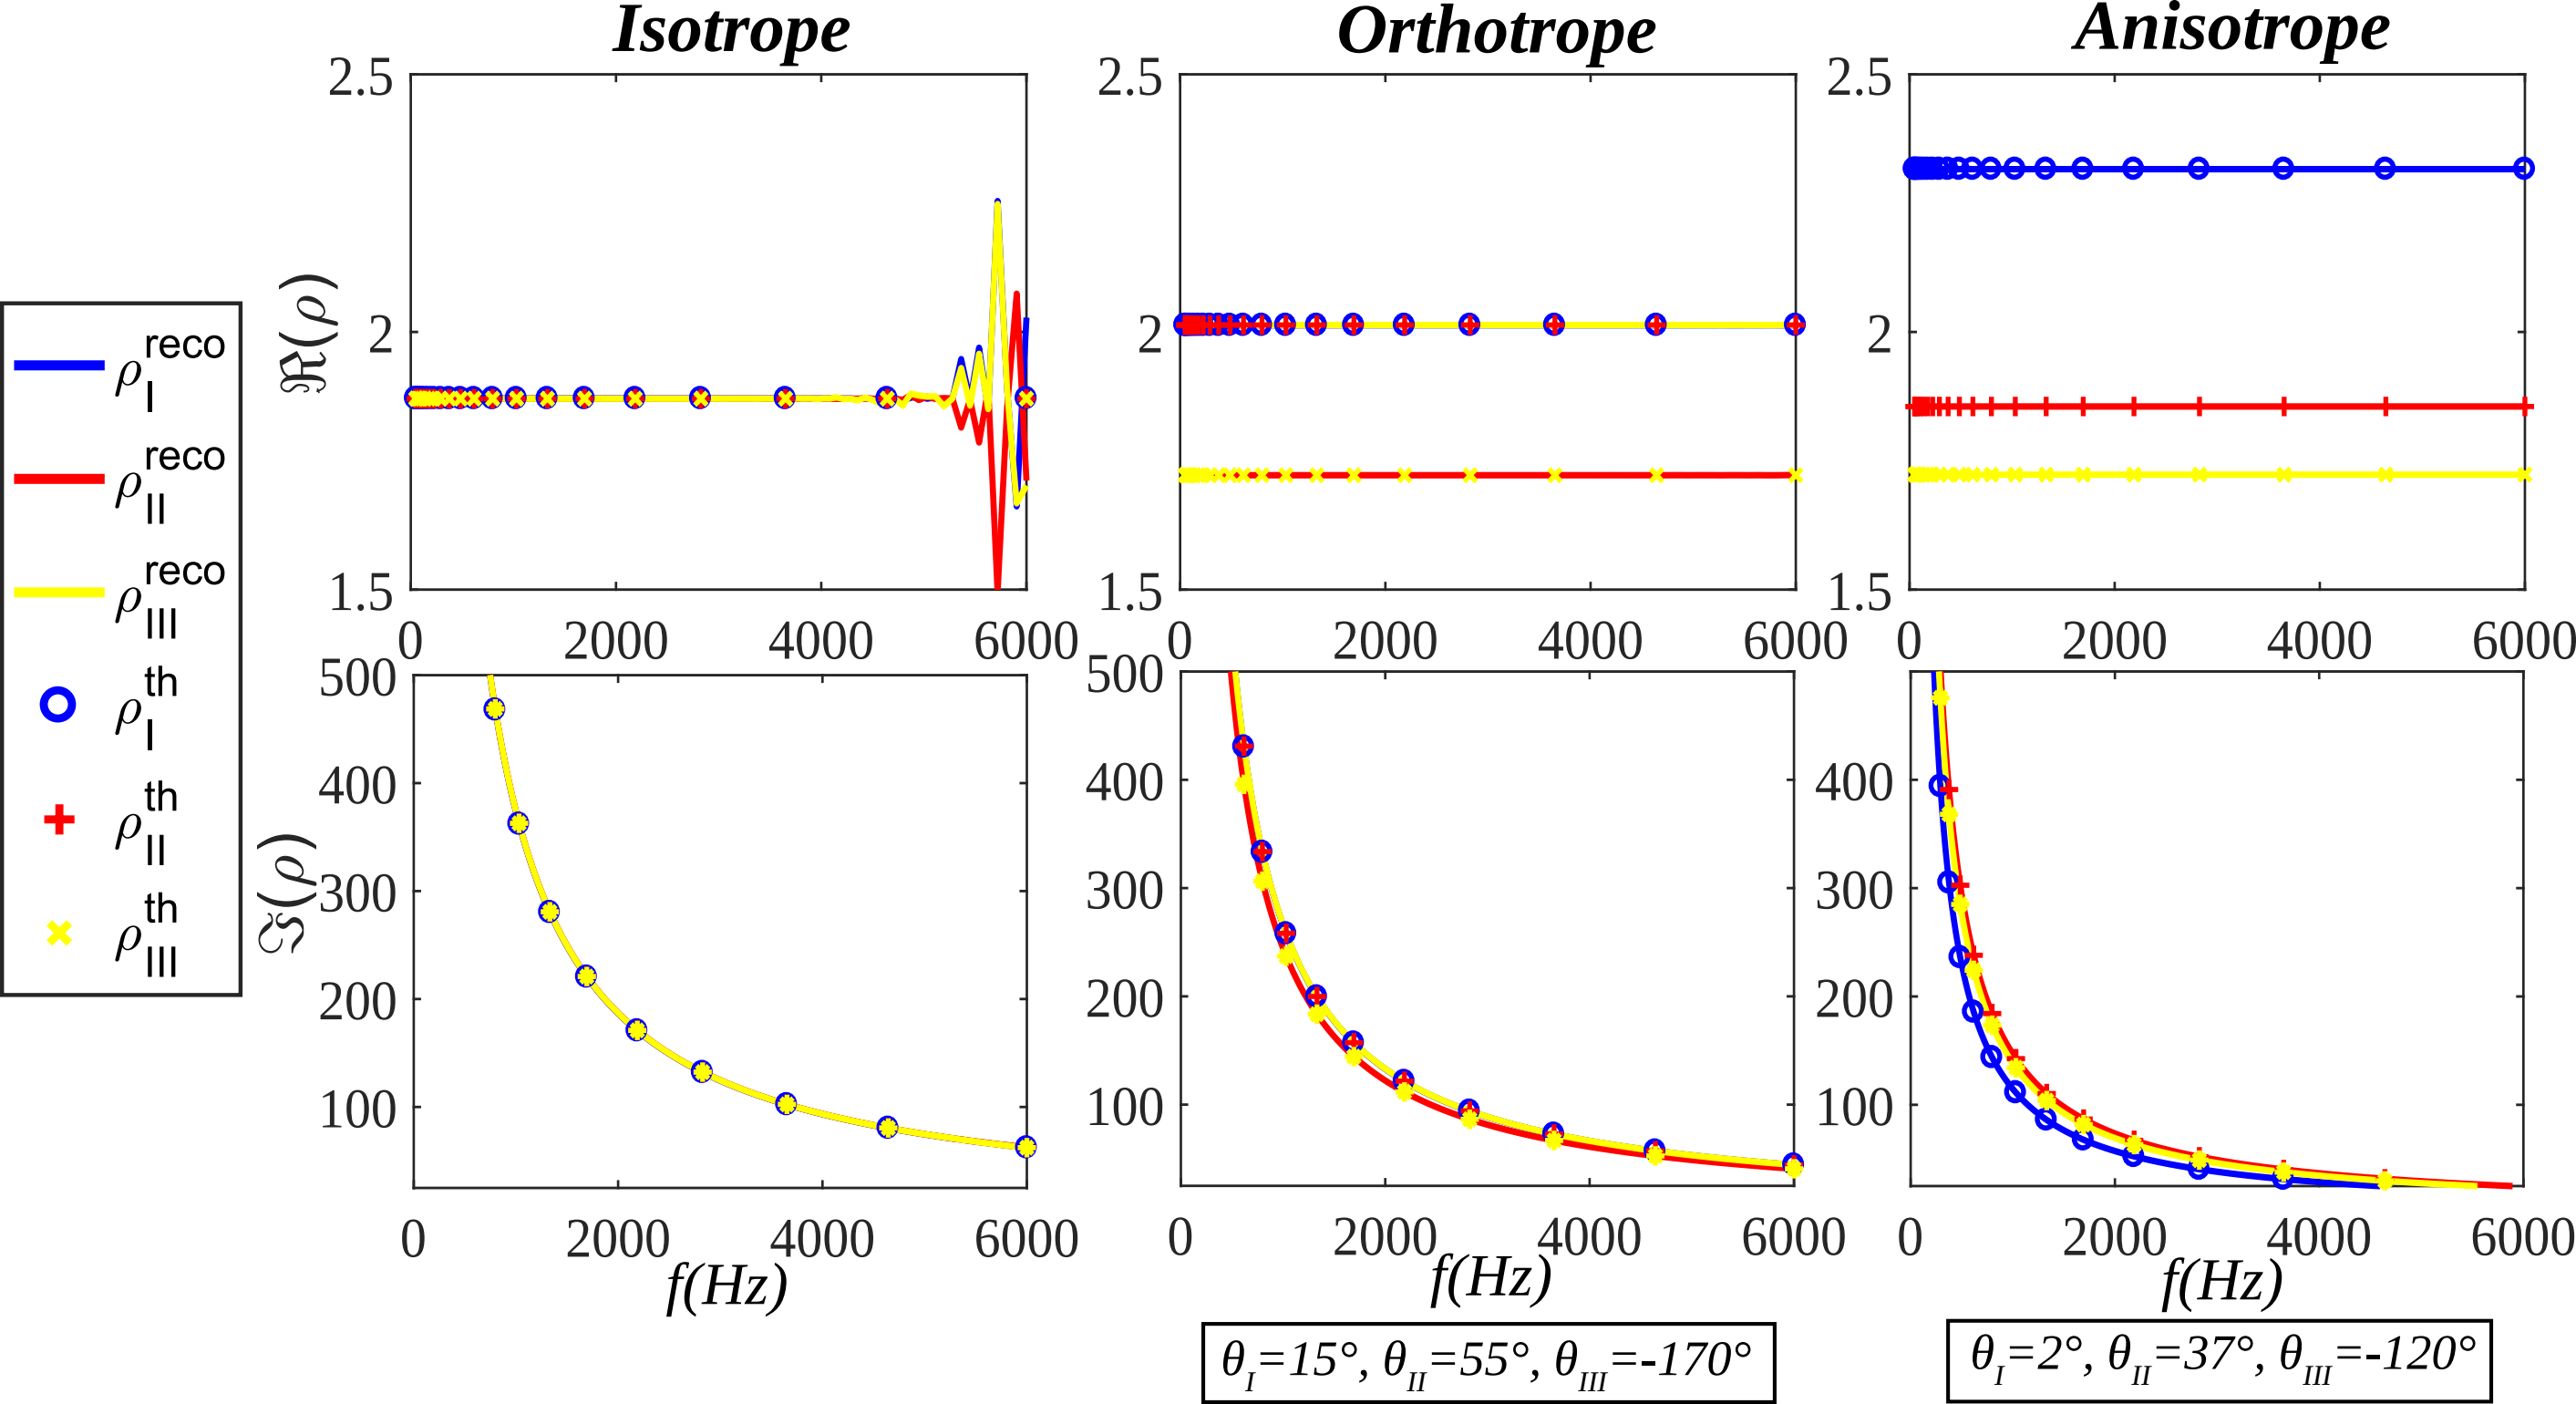 Isotrope Orthotrope Anisotrope
2.5 2.5 2.5
ρ_I^reco
ρ_II^reco
ρ_III^reco
ρ_I^th
ρ_II^th
ρ_III^th
ℜ(ρ)
2 2 2
1.5 1.5 1.5
0 2000 4000 6000 0 2000 4000 6000 0 2000 4000 6000
ℑ(ρ)
500 500
400 400 400
300 300 300
200 200 200
100 100 100
0 2000 4000 6000 0 2000 4000 6000 0 2000 4000 6000
f(Hz) f(Hz) f(Hz)
θ_I=15°, θ_II=55°, θ_III=-170°
θ_I=2°, θ_II=37°, θ_III=-120°